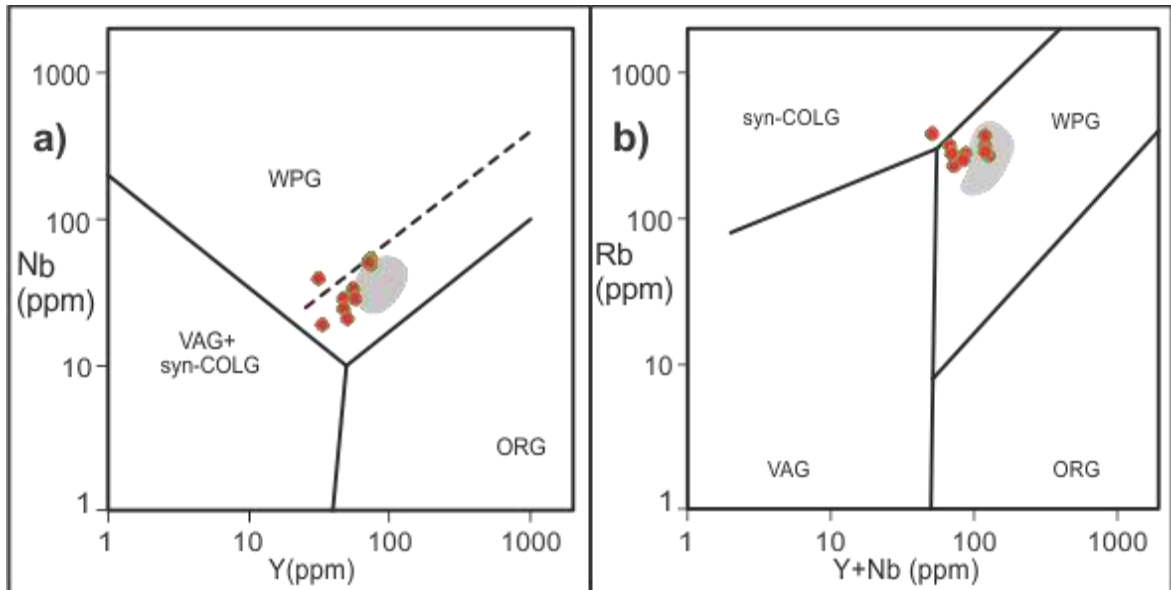 a)
1000
100
10
1
Nb
(ppm)
WPG
VAG+
syn-COLG
ORG
1
10
100
1000
Y(ppm)
b)
1000
100
10
1
Rb
(ppm)
syn-COLG
WPG
VAG
ORG
1
10
100
1000
Y+Nb (ppm)